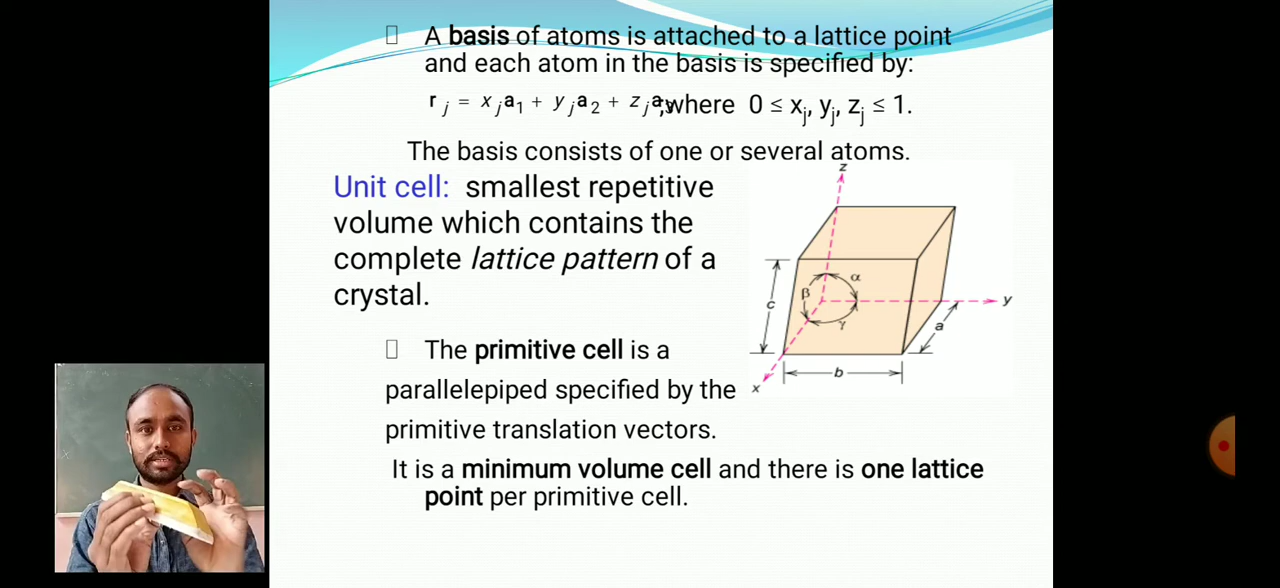 A basis of atoms is attached to a lattice point
and each atom in the basis is specified by:
r j = x j a 1 + y j a 2 + z j a 3, where 0 ≤ xj, yj, zj ≤ 1.
The basis consists of one or several atoms.
Unit cell: smallest repetitive
volume which contains the
complete lattice pattern of a
crystal.
z
α
β
γ
y
c
a
b
x
The primitive cell is a
parallelepiped specified by the
primitive translation vectors.
It is a minimum volume cell and there is one lattice
point per primitive cell.